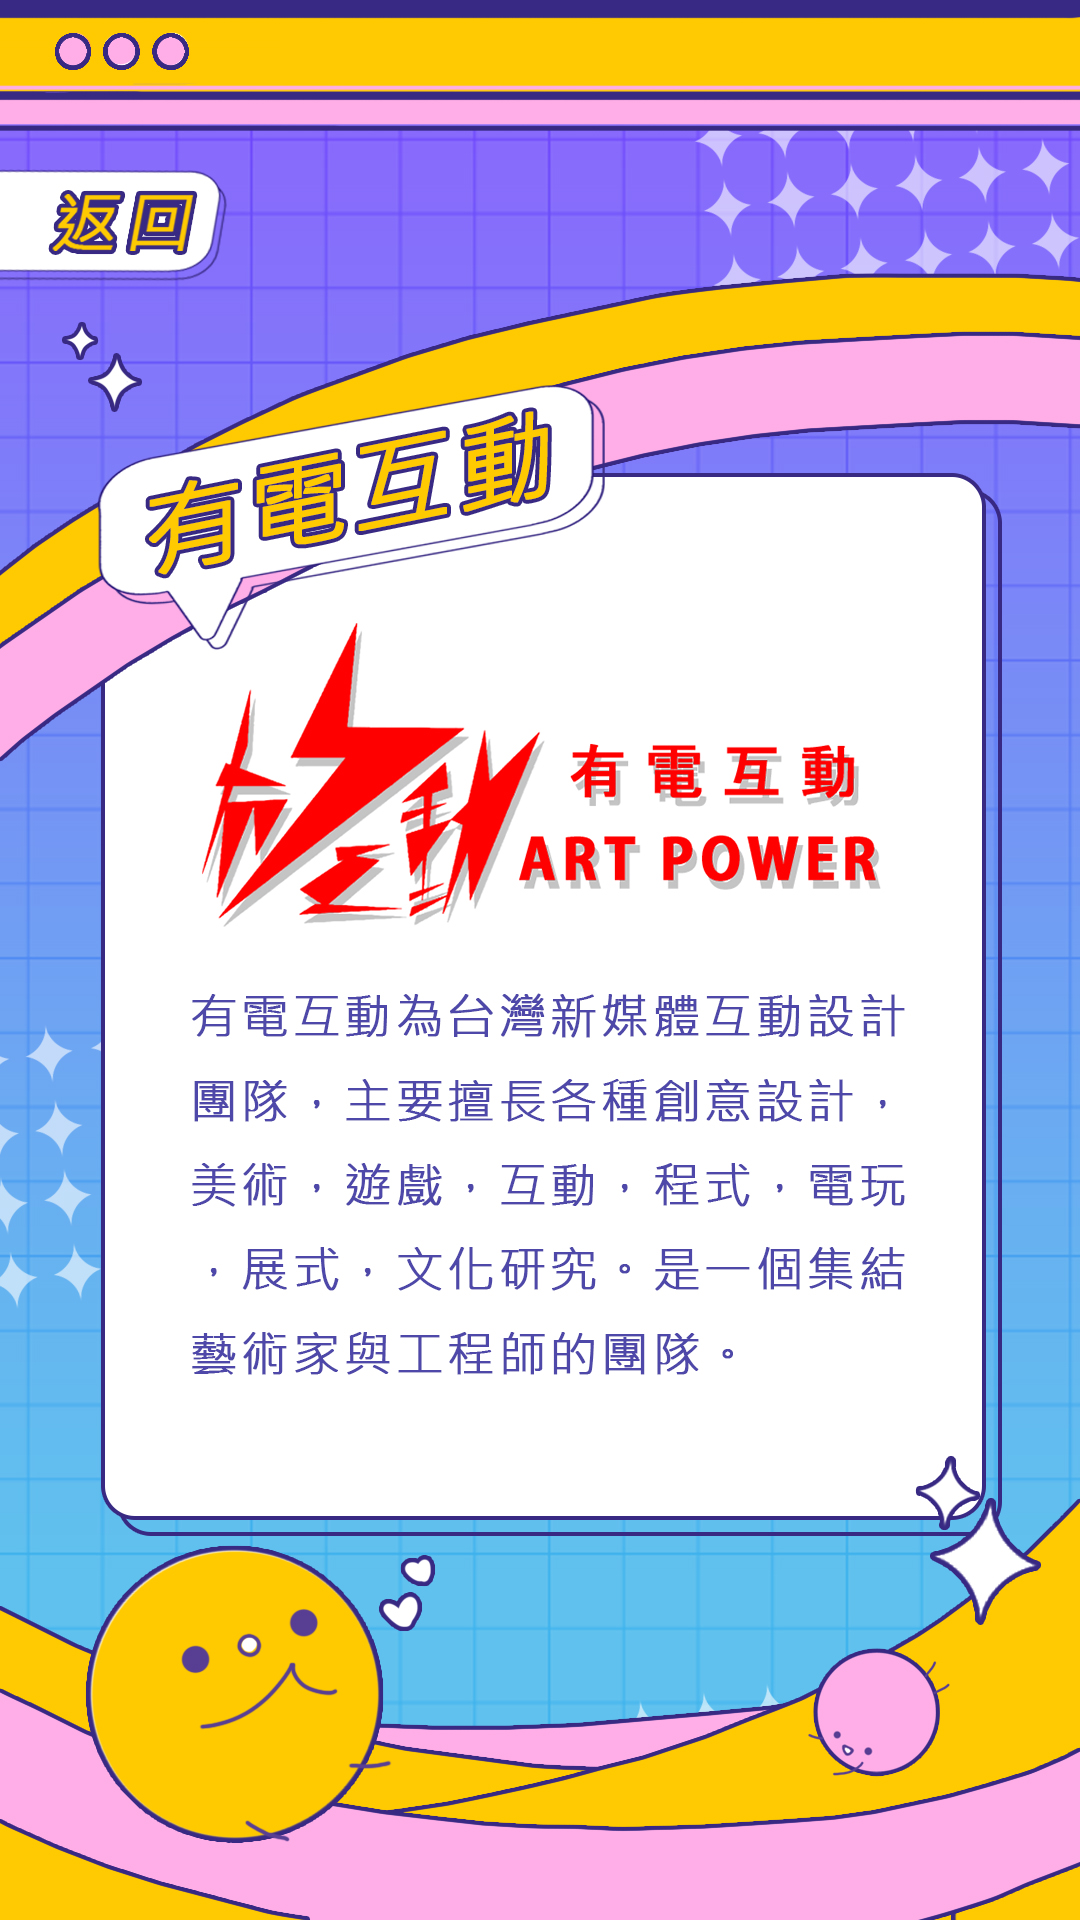 返回
有電互動
有電互動
ART POWER
有電互動為台灣新媒體互動設計
團隊，主要擅長各種創意設計，
美術，遊戲，互動，程式，電玩
，展式，文化研究。是一個集結
藝術家與工程師的團隊。